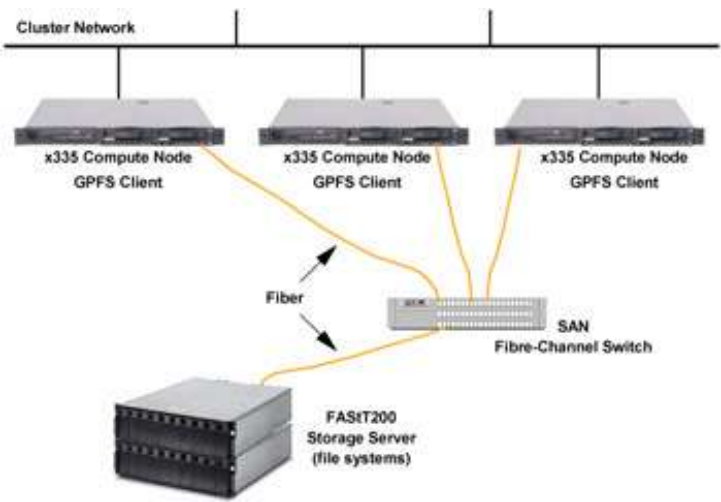 Cluster Network
x335 Compute Node
GPFS Client
x335 Compute Node
GPFS Client
x335 Compute Node
GPFS Client
Fiber
SAN
Fibre-Channel Switch
FAStT200
Storage Server
(file systems)